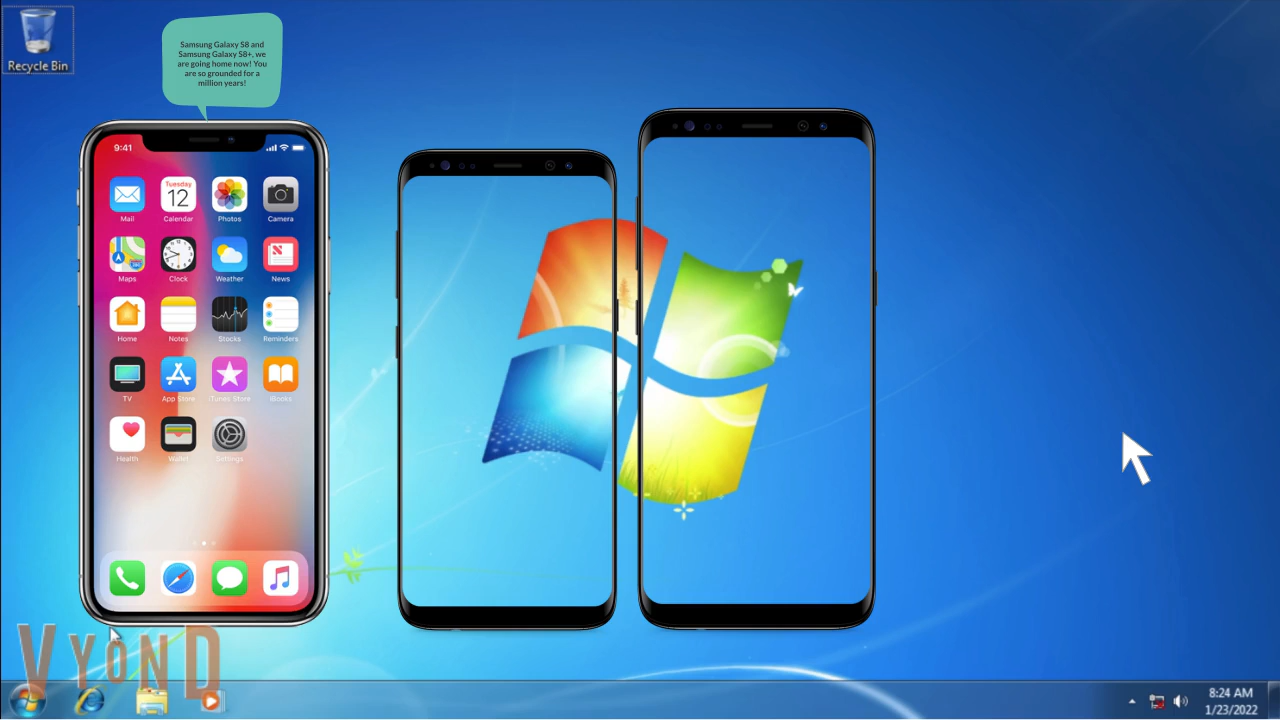 Recycle Bin
Samsung Galaxy S8 and
Samsung Galaxy S8+, we
are going home now! You
are so grounded for a
million years!
9:41
Tuesday
12
Mail
Calendar
Photos
Camera
Maps
Clock
Weather
News
Home
Notes
Stocks
Reminders
TV
App Store
iTunes Store
iBooks
Health
Wallet
Settings
VYOND
8:24 AM
1/23/2022